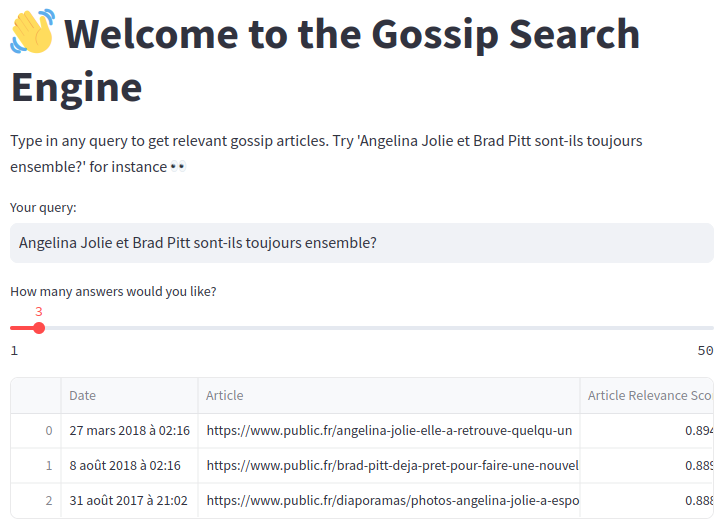 👋 Welcome to the Gossip Search
Engine
Type in any query to get relevant gossip articles. Try 'Angelina Jolie et Brad Pitt sont-ils toujours
ensemble?' for instance 👀
Your query:
Angelina Jolie et Brad Pitt sont-ils toujours ensemble?
How many answers would you like?
3
1 50
Date Article Article Relevance Sco
0 27 mars 2018 à 02:16 https://www.public.fr/angelina-jolie-elle-a-retrouve-quelqu-un 0.894
1 8 août 2018 à 02:16 https://www.public.fr/brad-pitt-deja-pret-pour-faire-une-nouvel 0.889
2 31 août 2017 à 21:02 https://www.public.fr/diaporamas/photos-angelina-jolie-a-espo 0.888